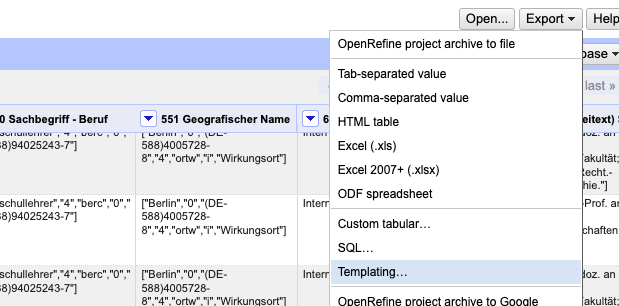 Open...
Export
Help
OpenRefine project archive to file
Tab-separated value
Comma-separated value
HTML table
Excel (.xls)
Excel 2007+ (.xlsx)
ODF spreadsheet
Custom tabular…
SQL…
Templating…
OpenRefine project archive to Google
base
last »
0 Sachbegriff - Beruf
551 Geografischer Name
6
eitext)
schullehrer","4","berc","0","
8)94025243-7"]
["Berlin","0","(DE-
588)4005728-
8","4","ortw","i","Wirkungsort"]
Intern
doz. an
Fakultät;
Recht.-
hie."]
schullehrer","4","berc","0","
8)94025243-7"]
["Berlin","0","(DE-
588)4005728-
8","4","ortw","i","Wirkungsort"]
Intern
-Prof. an
schaften
schullehrer","4","berc","0","
8)94025243-7"]
["Berlin","0","(DE-
588)4005728-
8","4","ortw","i","Wirkungsort"]
Intern
doz. an
akultät;